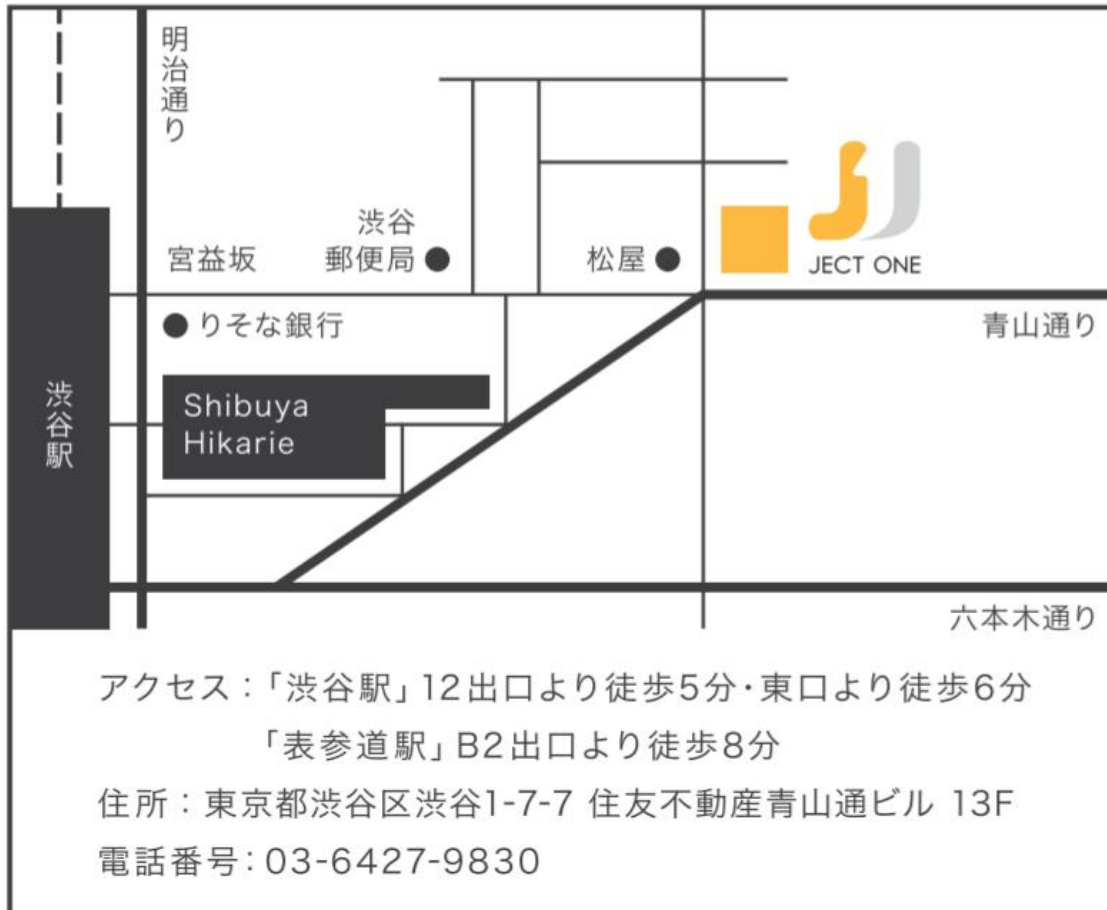 明治通り
渋谷
郵便局
宮益坂
松屋
JECT ONE
りそな銀行
青山通り
Shibuya
Hikarie
渋谷駅
六本木通り
アクセス：「渋谷駅」12出口より徒歩5分・東口より徒歩6分
「表参道駅」B2出口より徒歩8分
住所：東京都渋谷区渋谷1-7-7 住友不動産青山通ビル 13F
電話番号：03-6427-9830